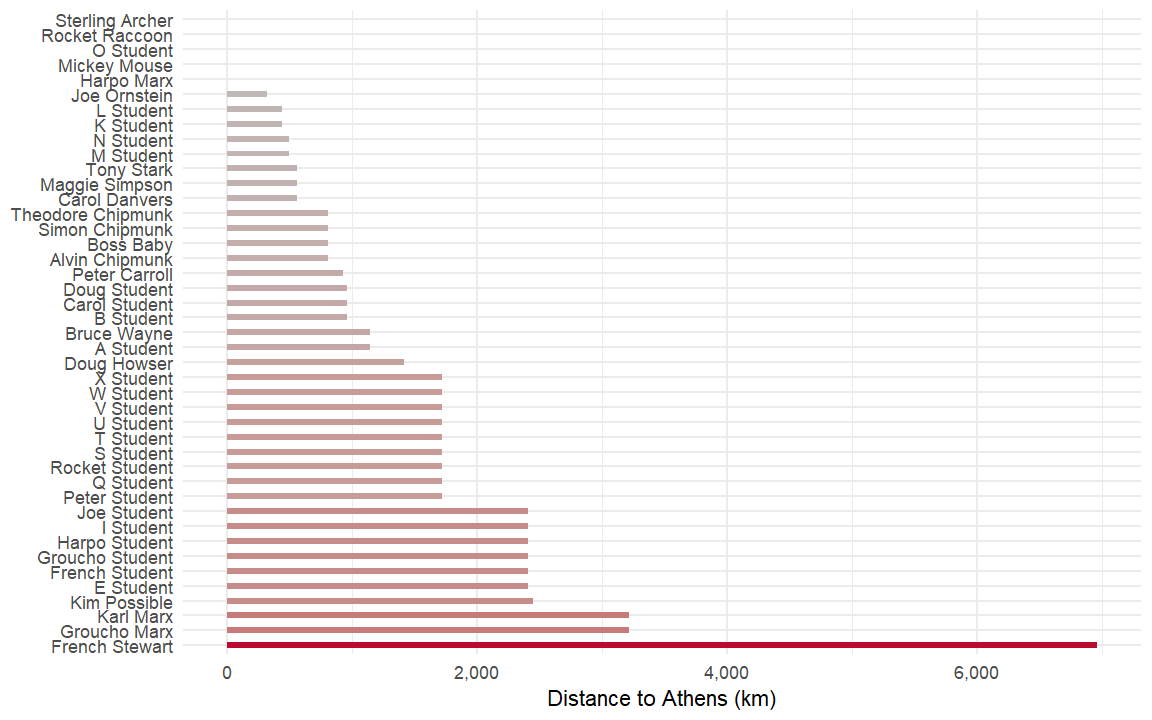 Sterling Archer
Rocket Raccoon
O Student
Mickey Mouse
Harpo Marx
Joe Ornstein
L Student
K Student
N Student
M Student
Tony Stark
Maggie Simpson
Carol Danvers
Theodore Chipmunk
Simon Chipmunk
Boss Baby
Alvin Chipmunk
Peter Carroll
Doug Student
Carol Student
B Student
Bruce Wayne
A Student
Doug Howser
X Student
W Student
V Student
U Student
T Student
S Student
Rocket Student
Q Student
Peter Student
Joe Student
I Student
Harpo Student
Groucho Student
French Student
E Student
Kim Possible
Karl Marx
Groucho Marx
French Stewart
0 2,000 4,000 6,000
Distance to Athens (km)